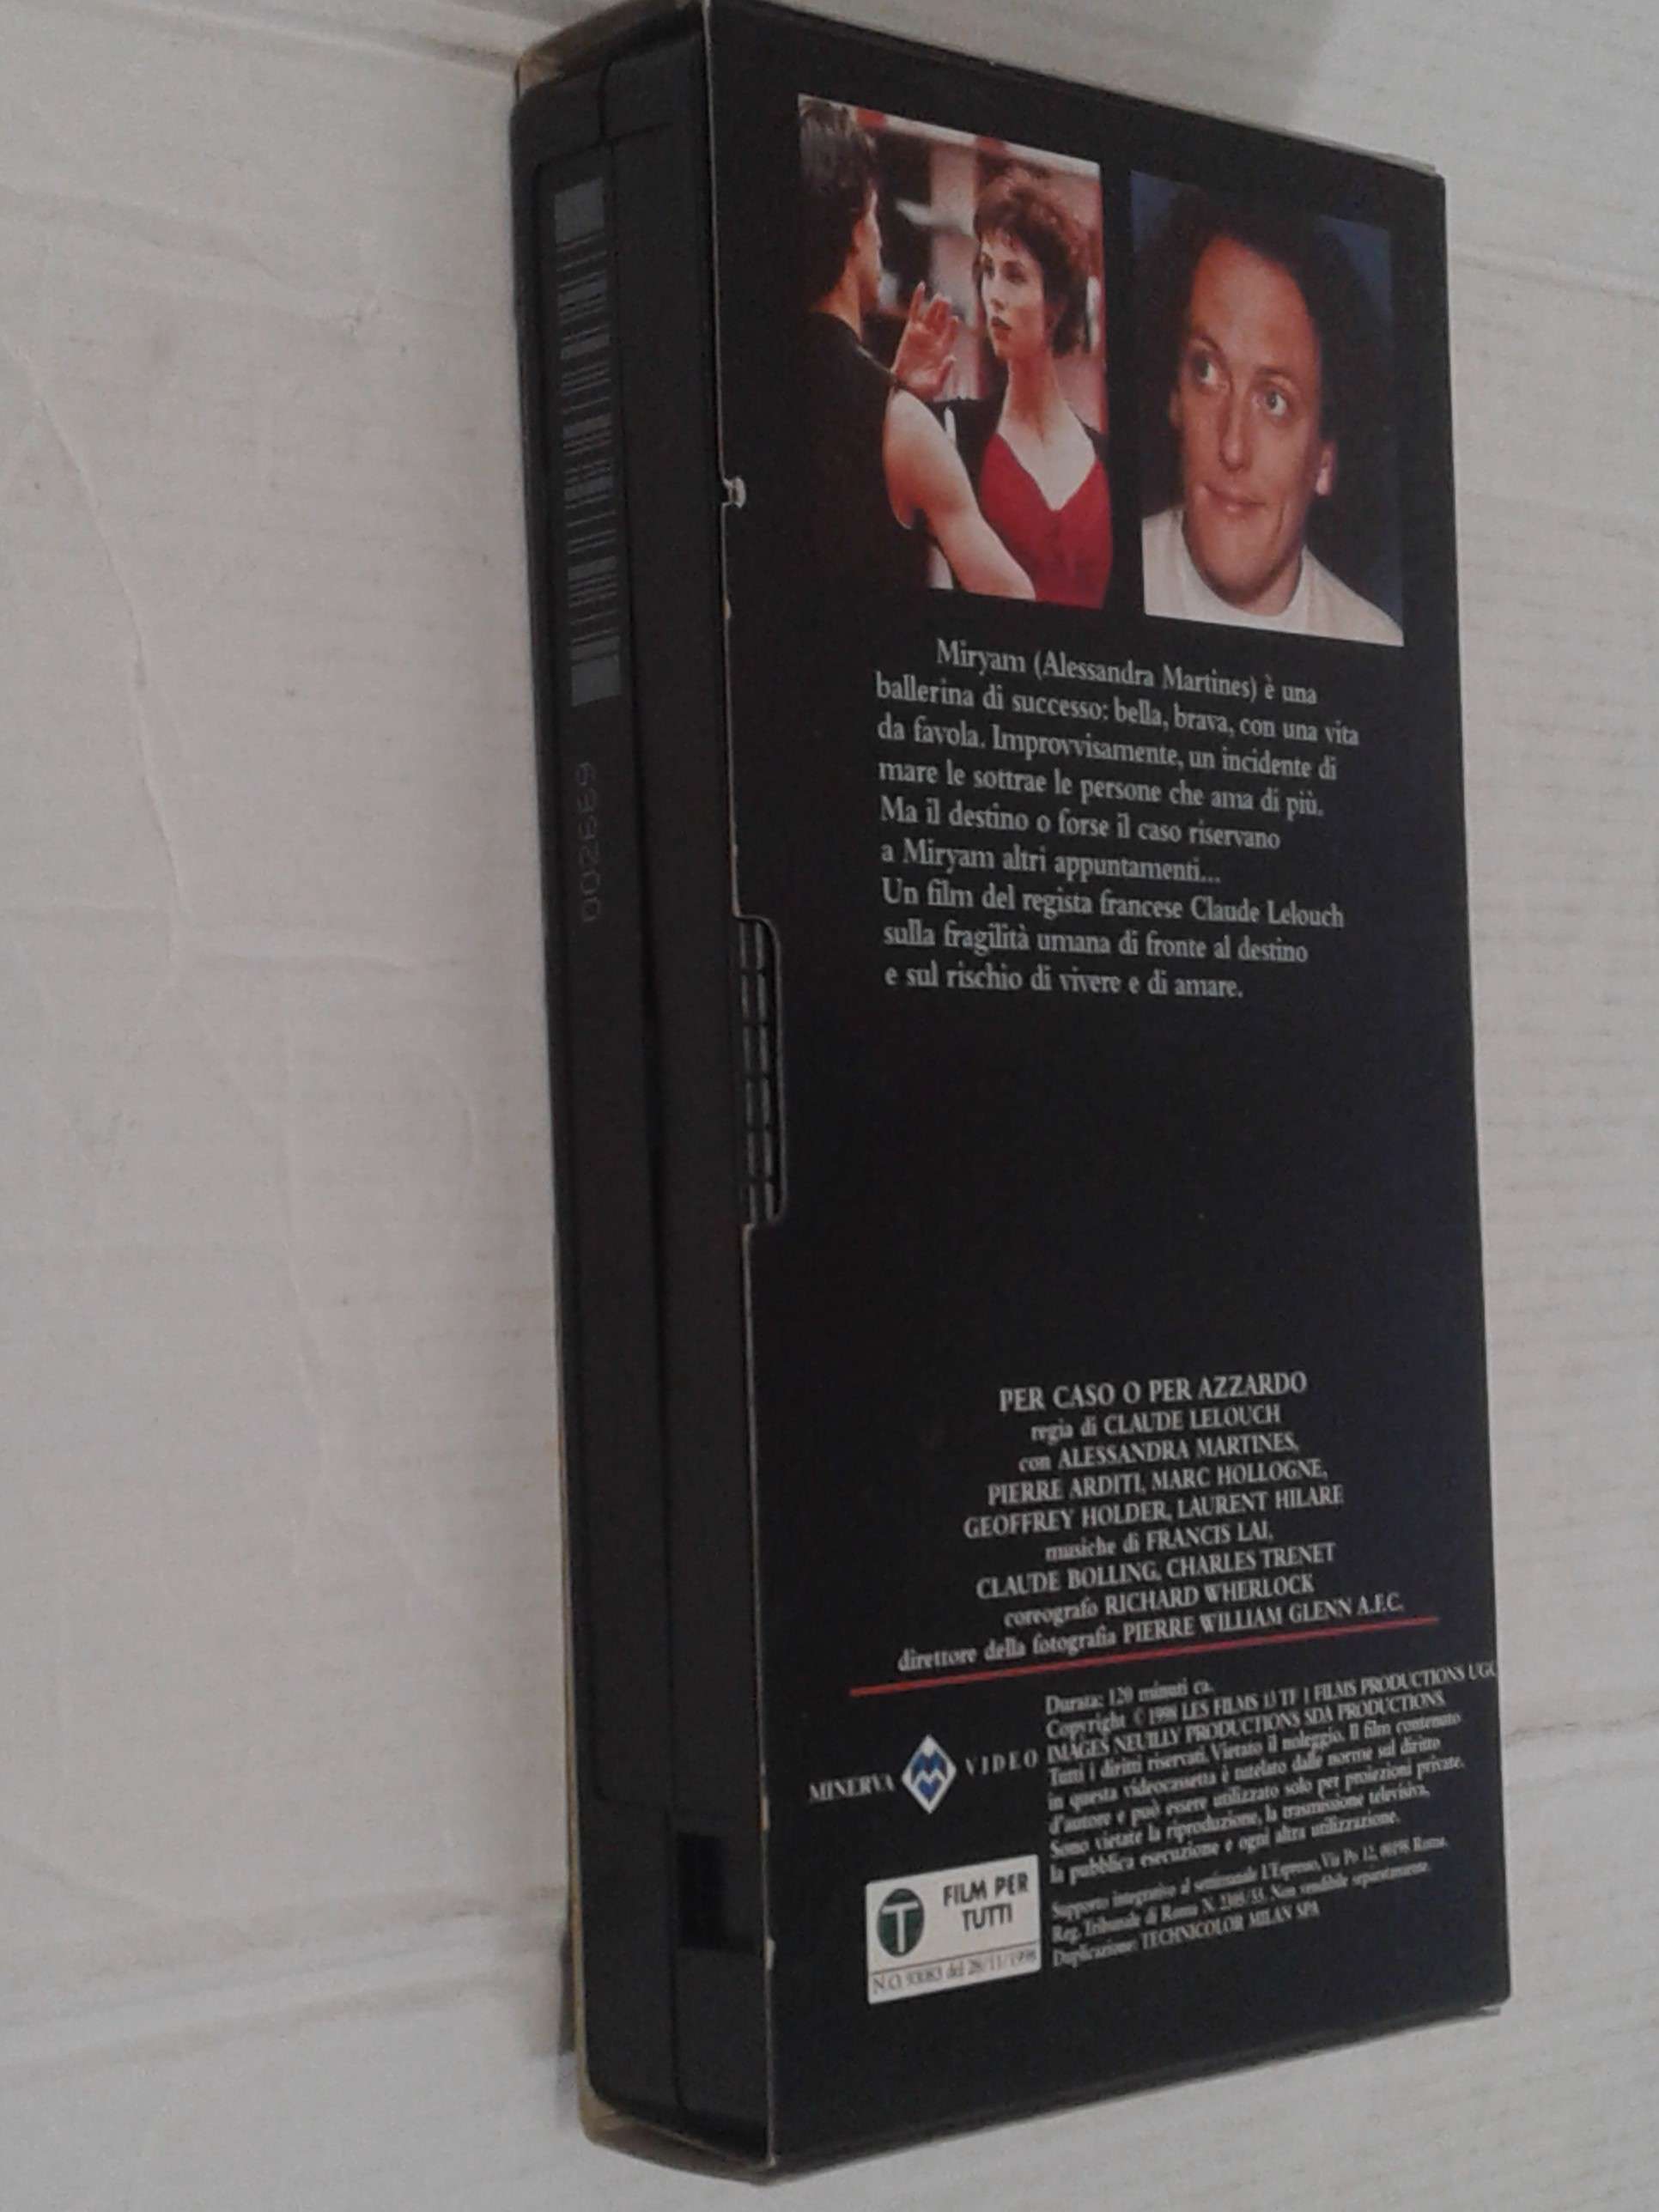 Miryam (Alessandra Martines) è una
ballerina di successo: bella, brava, con una vita
da favola. Improvvisamente, un incidente di
mare le sottrae le persone che ama di più.
Ma il destino o forse il caso riservano
a Miryam altri appuntamenti...
Un film del regista francese Claude Lelouch
sulla fragilità umana di fronte al destino
e sul rischio di vivere e di amare.
PER CASO O PER AZZARDO
regia di CLAUDE LELOUCH
con ALESSANDRA MARTINES,
PIERRE ARDITI, MARC HOLLOGNE,
GEOFFREY HOLDER, LAURENT HILARE
musiche di FRANCIS LAI,
CLAUDE BOLLING, CHARLES TRENET
coreografo RICHARD WHERLOCK
direttore della fotografia PIERRE WILLIAM GLENN A.F.C.
Durata: 120 minuti ca.
Copyright © 1998 LES FILMS 13 TF 1 FILMS PRODUCTIONS UGC
IMAGES NEUILLY PRODUCTIONS SDA PRODUCTIONS.
Tutti i diritti riservati. Vietato il noleggio. Il film contenuto
in questa videocassetta è tutelato dalle norme sul diritto
d'autore e può essere utilizzato solo per proiezioni private.
Sono vietate la riproduzione, la trasmissione televisiva,
la pubblica esecuzione e ogni altra utilizzazione.
Supporto integrativo al settimanale L'Espresso, Via Po 12, 00198 Roma.
Reg. Tribunale di Roma N. Non vendibile separatamente.
Duplicazione: TECHNICOLOR MILAN SPA
MINERVA VIDEO
T
FILM PER
TUTTI
N.O. 93083 del 28/11/1998
002669